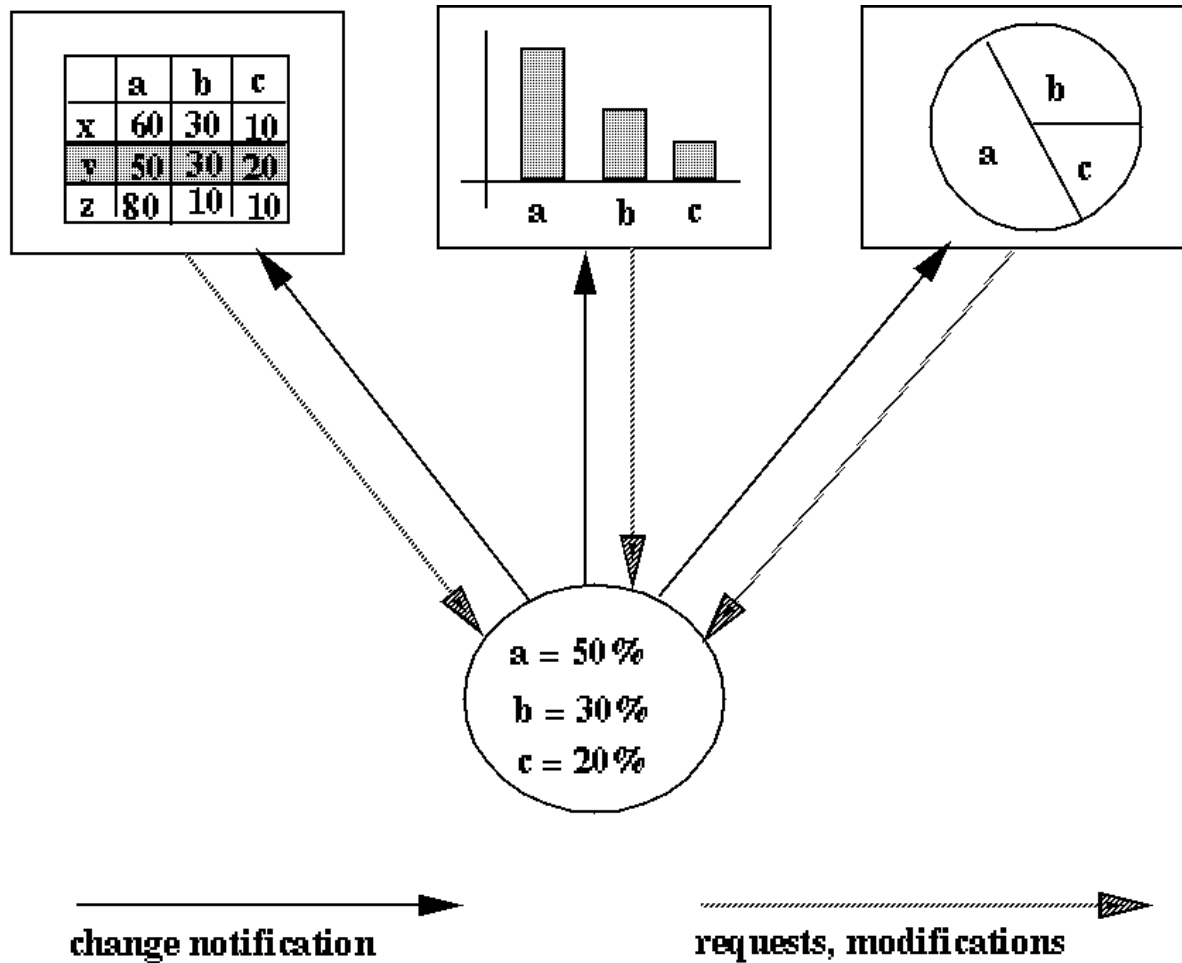 a b c
x 60 30 10
y 50 30 20
z 80 10 10
a b c
b
a
c
a = 50%
b = 30%
c = 20%
change notification
requests, modifications